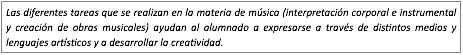 Las diferentes tareas que se realizan en la materia de música (interpretación corporal e instrumental
y creación de obras musicales) ayudan al alumnado a expresarse a través de distintos medios y
lenguajes artísticos y a desarrollar la creatividad.